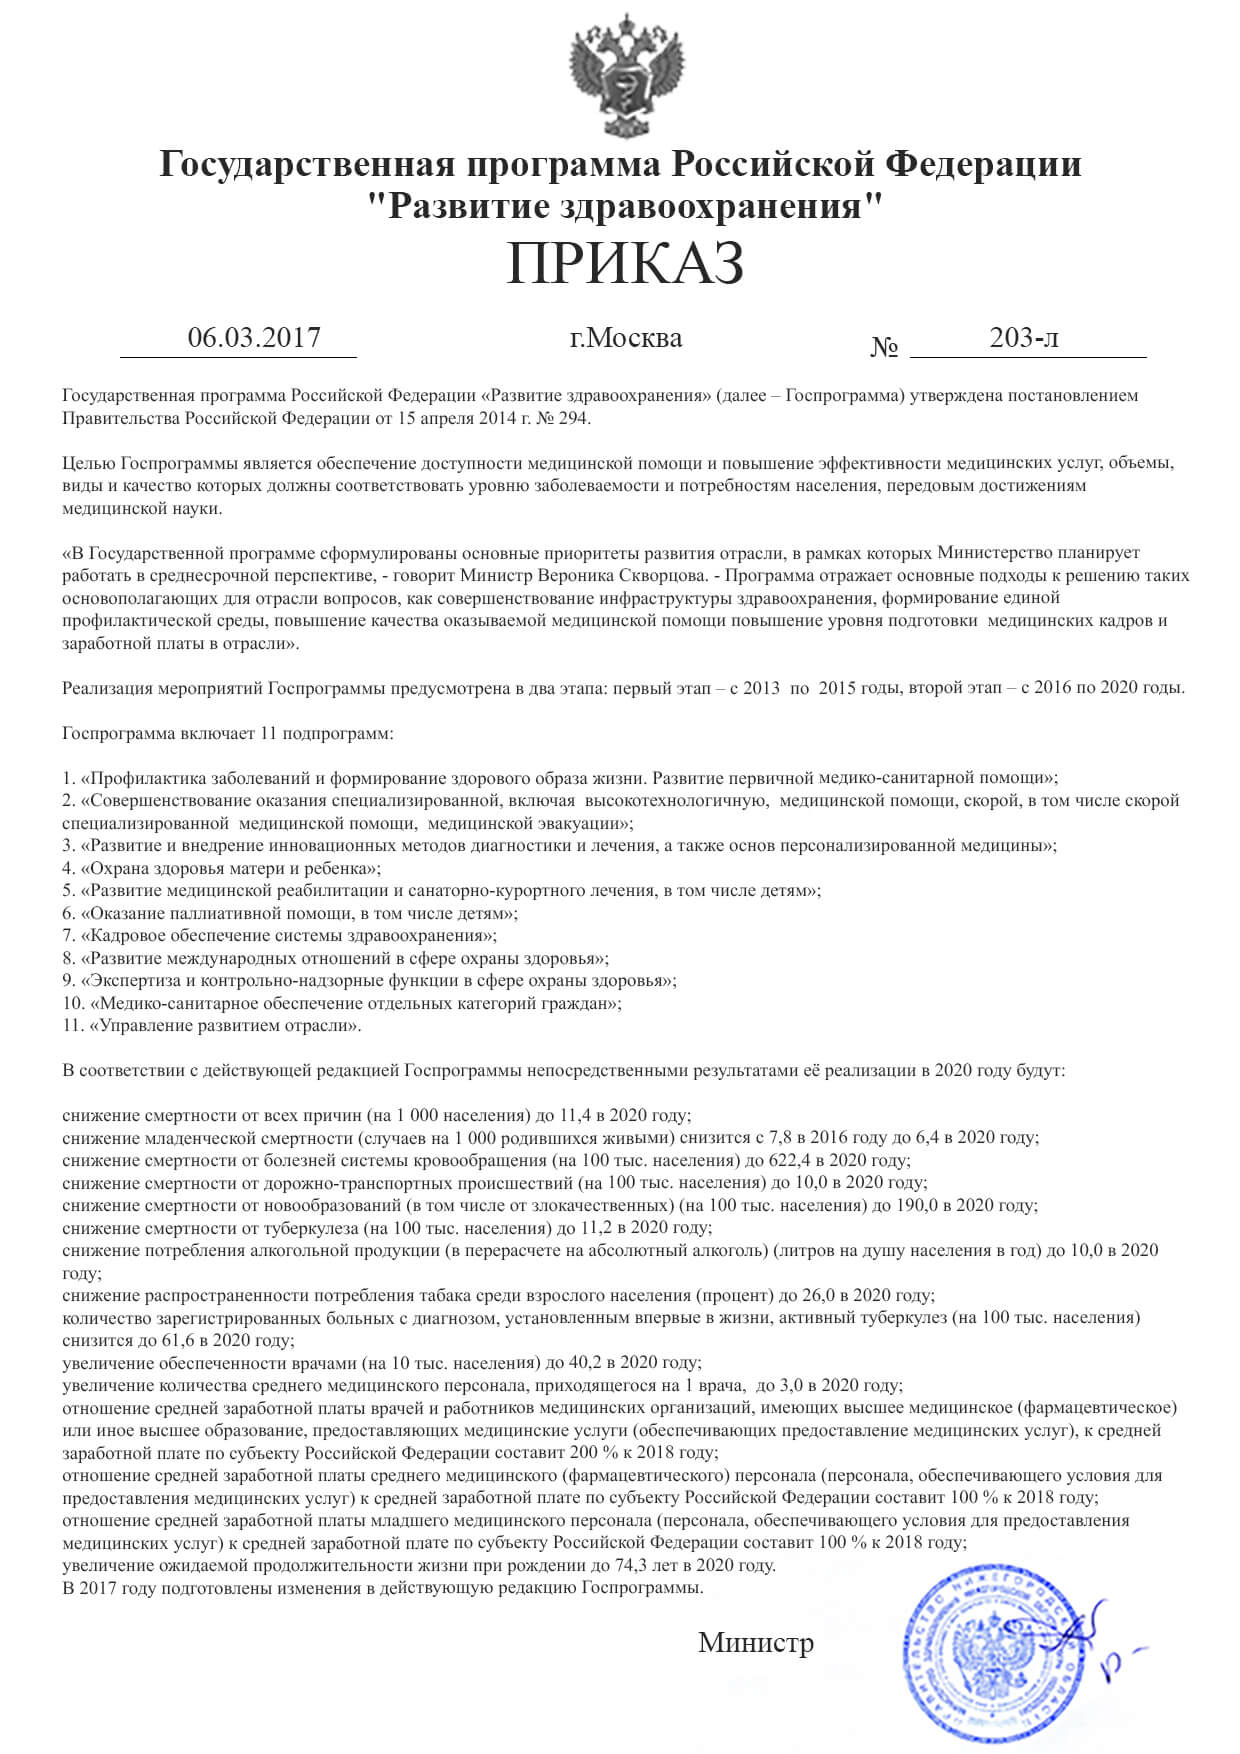 Государственная программа Российской Федерации
"Развитие здравоохранения"
ПРИКАЗ
06.03.2017 г.Москва № 203-л
Государственная программа Российской Федерации «Развитие здравоохранения» (далее – Госпрограмма) утверждена постановлением
Правительства Российской Федерации от 15 апреля 2014 г. № 294.
Целью Госпрограммы является обеспечение доступности медицинской помощи и повышение эффективности медицинских услуг, объемы,
виды и качество которых должны соответствовать уровню заболеваемости и потребностям населения, передовым достижениям
медицинской науки.
«В Государственной программе сформулированы основные приоритеты развития отрасли, в рамках которых Министерство планирует
работать в среднесрочной перспективе, - говорит Министр Вероника Скворцова. - Программа отражает основные подходы к решению таких
основополагающих для отрасли вопросов, как совершенствование инфраструктуры здравоохранения, формирование единой
профилактической среды, повышение качества оказываемой медицинской помощи повышение уровня подготовки медицинских кадров и
заработной платы в отрасли».
Реализация мероприятий Госпрограммы предусмотрена в два этапа: первый этап – с 2013 по 2015 годы, второй этап – с 2016 по 2020 годы.
Госпрограмма включает 11 подпрограмм:
1. «Профилактика заболеваний и формирование здорового образа жизни. Развитие первичной медико-санитарной помощи»;
2. «Совершенствование оказания специализированной, включая высокотехнологичную, медицинской помощи, скорой, в том числе скорой
специализированной медицинской помощи, медицинской эвакуации»;
3. «Развитие и внедрение инновационных методов диагностики и лечения, а также основ персонализированной медицины»;
4. «Охрана здоровья матери и ребенка»;
5. «Развитие медицинской реабилитации и санаторно-курортного лечения, в том числе детям»;
6. «Оказание паллиативной помощи, в том числе детям»;
7. «Кадровое обеспечение системы здравоохранения»;
8. «Развитие международных отношений в сфере охраны здоровья»;
9. «Экспертиза и контрольно-надзорные функции в сфере охраны здоровья»;
10. «Медико-санитарное обеспечение отдельных категорий граждан»;
11. «Управление развитием отрасли».
В соответствии с действующей редакцией Госпрограммы непосредственными результатами её реализации в 2020 году будут:
снижение смертности от всех причин (на 1 000 населения) до 11,4 в 2020 году;
снижение младенческой смертности (случаев на 1 000 родившихся живыми) снизится с 7,8 в 2016 году до 6,4 в 2020 году;
снижение смертности от болезней системы кровообращения (на 100 тыс. населения) до 622,4 в 2020 году;
снижение смертности от дорожно-транспортных происшествий (на 100 тыс. населения) до 10,0 в 2020 году;
снижение смертности от новообразований (в том числе от злокачественных) (на 100 тыс. населения) до 190,0 в 2020 году;
снижение смертности от туберкулеза (на 100 тыс. населения) до 11,2 в 2020 году;
снижение потребления алкогольной продукции (в перерасчете на абсолютный алкоголь) (литров на душу населения в год) до 10,0 в 2020
году;
снижение распространенности потребления табака среди взрослого населения (процент) до 26,0 в 2020 году;
количество зарегистрированных больных с диагнозом, установленным впервые в жизни, активный туберкулез (на 100 тыс. населения)
снизится до 61,6 в 2020 году;
увеличение обеспеченности врачами (на 10 тыс. населения) до 40,2 в 2020 году;
увеличение количества среднего медицинского персонала, приходящегося на 1 врача, до 3,0 в 2020 году;
отношение средней заработной платы врачей и работников медицинских организаций, имеющих высшее медицинское (фармацевтическое)
или иное высшее образование, предоставляющих медицинские услуги (обеспечивающих предоставление медицинских услуг), к средней
заработной плате по субъекту Российской Федерации составит 200 % к 2018 году;
отношение средней заработной платы среднего медицинского (фармацевтического) персонала (персонала, обеспечивающего условия для
предоставления медицинских услуг) к средней заработной плате по субъекту Российской Федерации составит 100 % к 2018 году;
отношение средней заработной платы младшего медицинского персонала (персонала, обеспечивающего условия для предоставления
медицинских услуг) к средней заработной плате по субъекту Российской Федерации составит 100 % к 2018 году;
увеличение ожидаемой продолжительности жизни при рождении до 74,3 лет в 2020 году.
В 2017 году подготовлены изменения в действующую редакцию Госпрограммы.
Министр